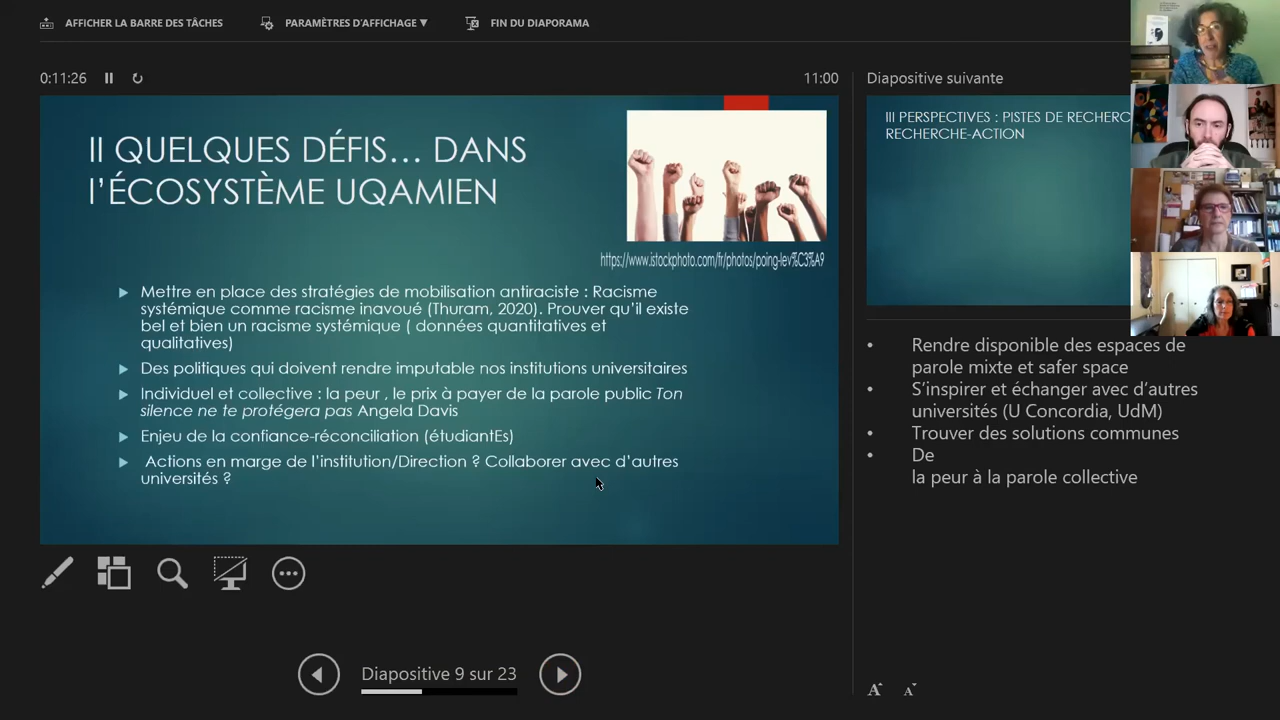 AFFICHER LA BARRE DES TÂCHES
PARAMÈTRES D'AFFICHAGE ▼
FIN DU DIAPORAMA
0:11:26
11:00
II QUELQUES DÉFIS… DANS
l'ÉCOSYSTÈME UQAMIEN
https://www.istockphoto.com/fr/photos/poing-lev%C3%A9
Mettre en place des stratégies de mobilisation antiraciste : Racisme
systémique comme racisme inavoué (Thuram, 2020). Prouver qu'il existe
bel et bien un racisme systémique ( données quantitatives et
qualitatives)
Des politiques qui doivent rendre imputable nos institutions universitaires
Individuel et collective : la peur , le prix à payer de la parole public Ton
silence ne te protégera pas Angela Davis
Enjeu de la confiance-réconciliation (étudiantEs)
Actions en marge de l'institution/Direction ? Collaborer avec d'autres
universités ?
Diapositive 9 sur 23
Diapositive suivante
III PERSPECTIVES : PISTES DE RECHERC
RECHERCHE-ACTION
• Rendre disponible des espaces de
parole mixte et safer space
• S'inspirer et échanger avec d'autres
universités (U Concordia, UdM)
• Trouver des solutions communes
• De
la peur à la parole collective
A A